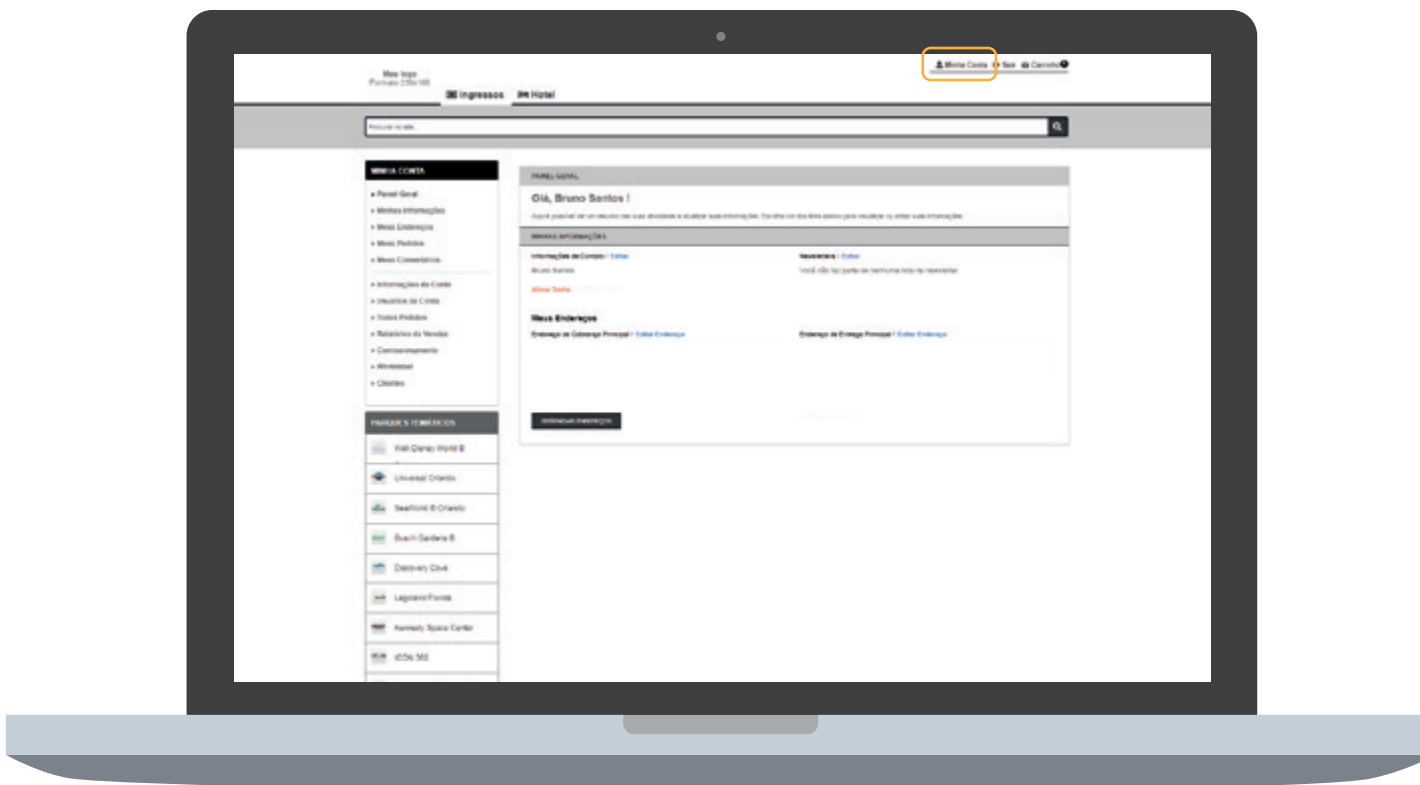 Meu logo
Minha Conta Sair Carrinho
Ingressos Hotel
MINHA CONTA
» Painel Geral
» Minhas Informações
» Meus Endereços
» Meus Pedidos
» Meus Comentários
» Informações da Conta
» Usuários da Conta
» Todos Pedidos
» Relatórios de Vendas
» Comissionamento
» Whitelabel
» Clientes
PARQUES TEMÁTICOS
Walt Disney World ®
Universal Orlando
SeaWorld ® Orlando
Busch Gardens ®
Discovery Cove
Legoland Florida
Kennedy Space Center
ICON 360
PAINEL GERAL
Olá, Bruno Santos !
MINHAS INFORMAÇÕES
Informações de Contato / Editar
Bruno Santos
Alterar Senha
Newsletters / Editar
Você não faz parte de nenhuma lista de newsletter
Meus Endereços
Endereço de Cobrança Principal / Editar Endereço
Endereço de Entrega Principal / Editar Endereço
GERENCIAR ENDEREÇOS